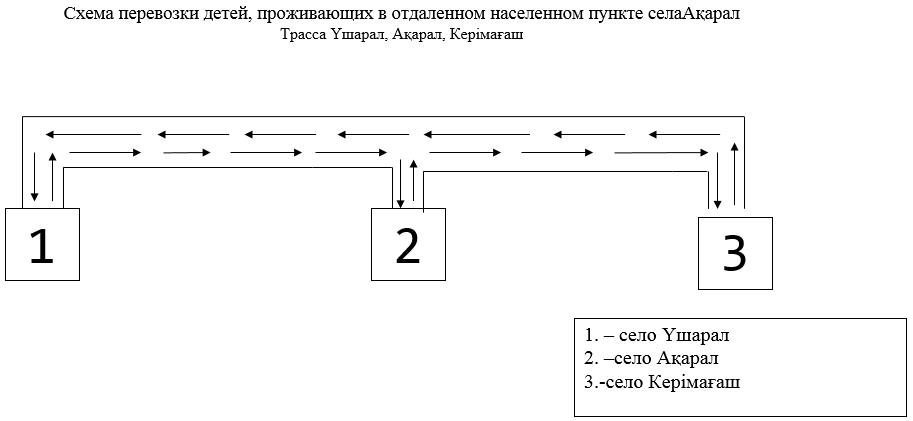 Схема перевозки детей, проживающих в отдаленном населенном пункте селаАқарал
Трасса Үшарал, Ақарал, Керімағаш
1
2
3
1. – село Үшарал
2. –село Ақарал
3.-село Керімағаш